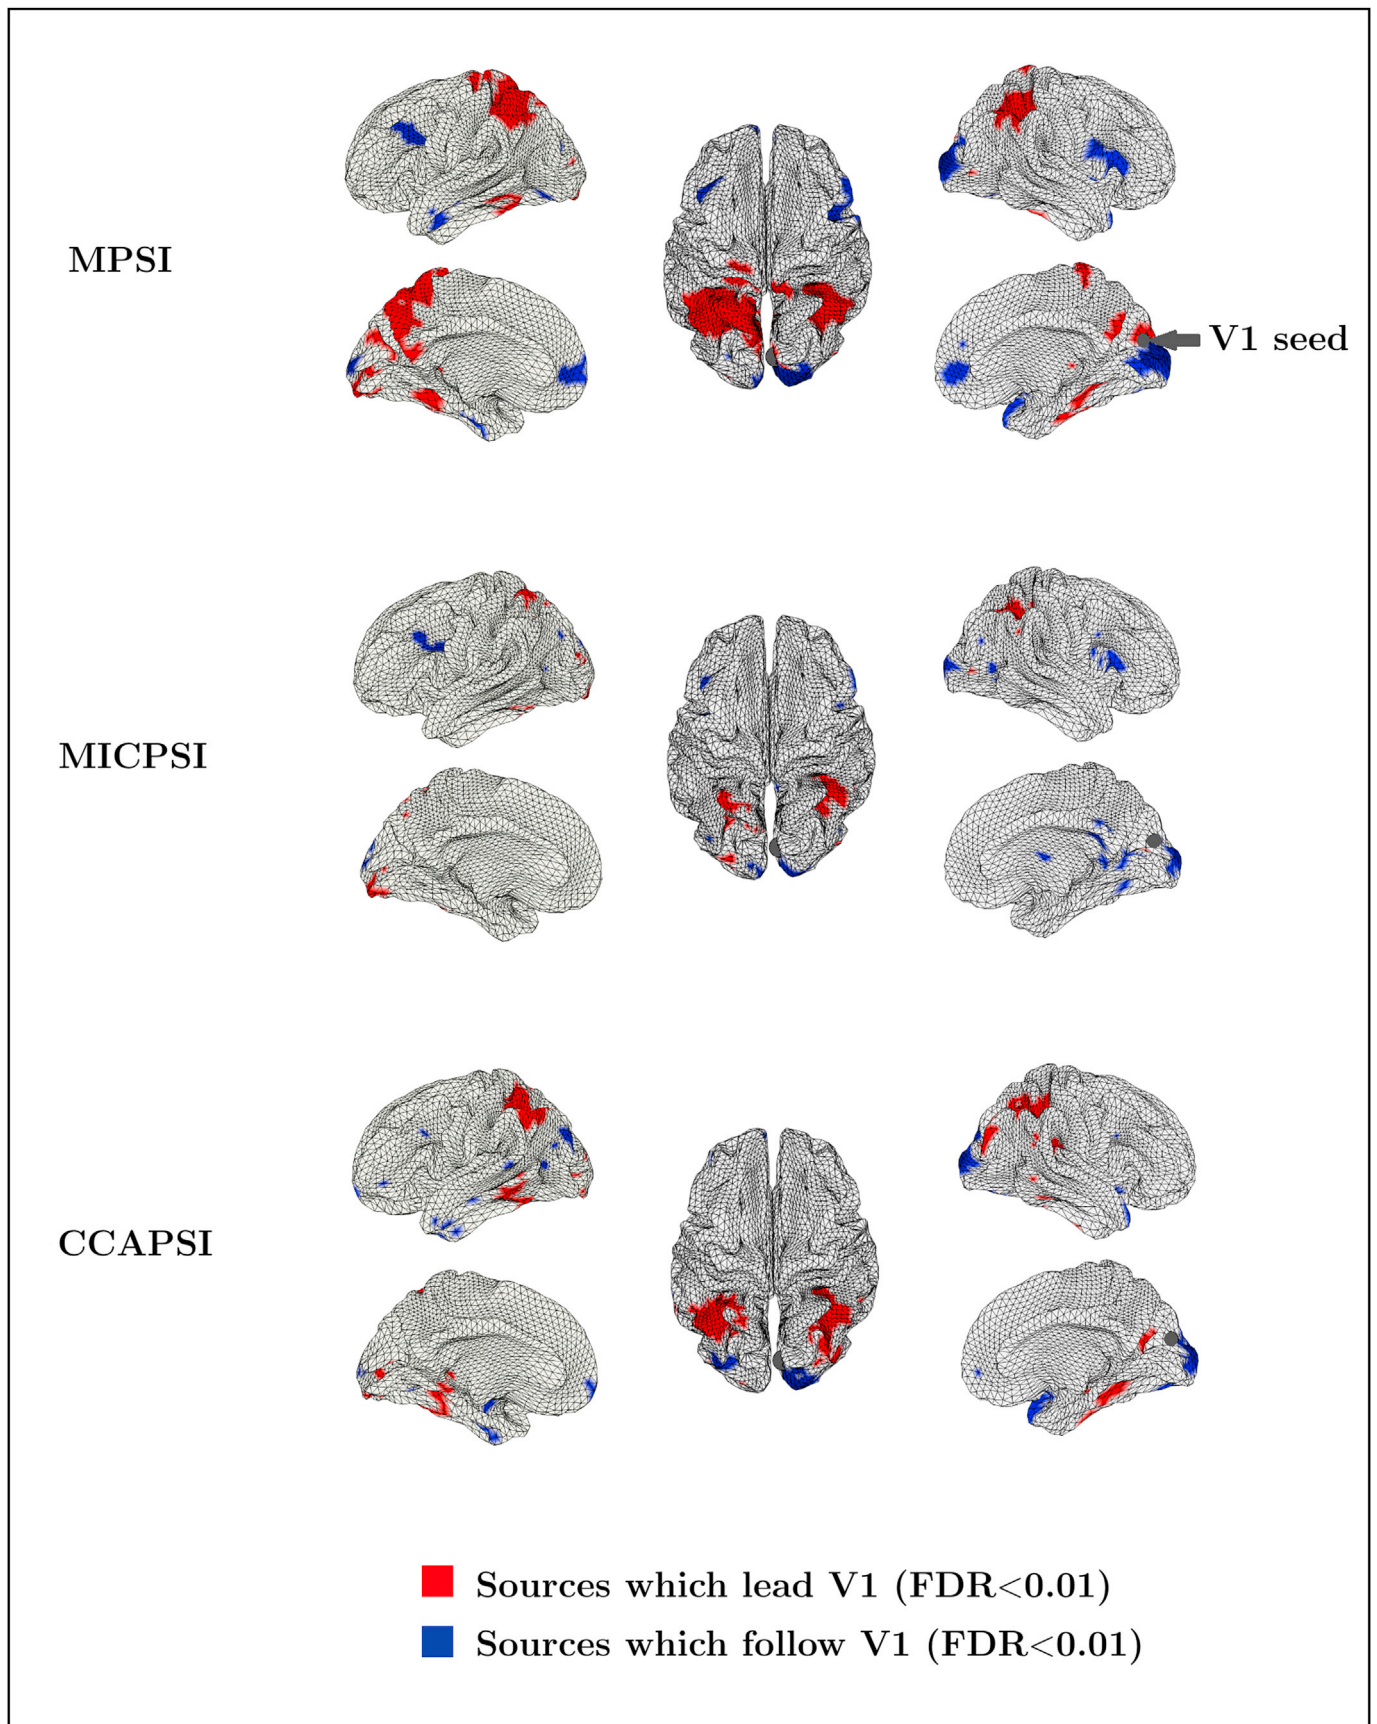 MPSI
V1 seed
MICPSI
CCAPSI
Sources which lead V1 (FDR<0.01)
Sources which follow V1 (FDR<0.01)